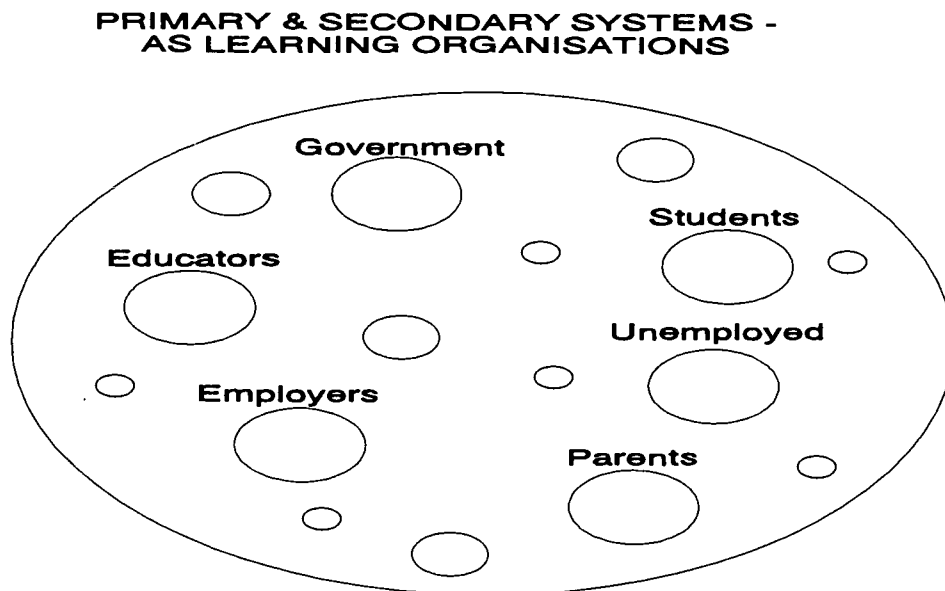 PRIMARY & SECONDARY SYSTEMS -
AS LEARNING ORGANISATIONS
Government
Students
Educators
Unemployed
Employers
Parents